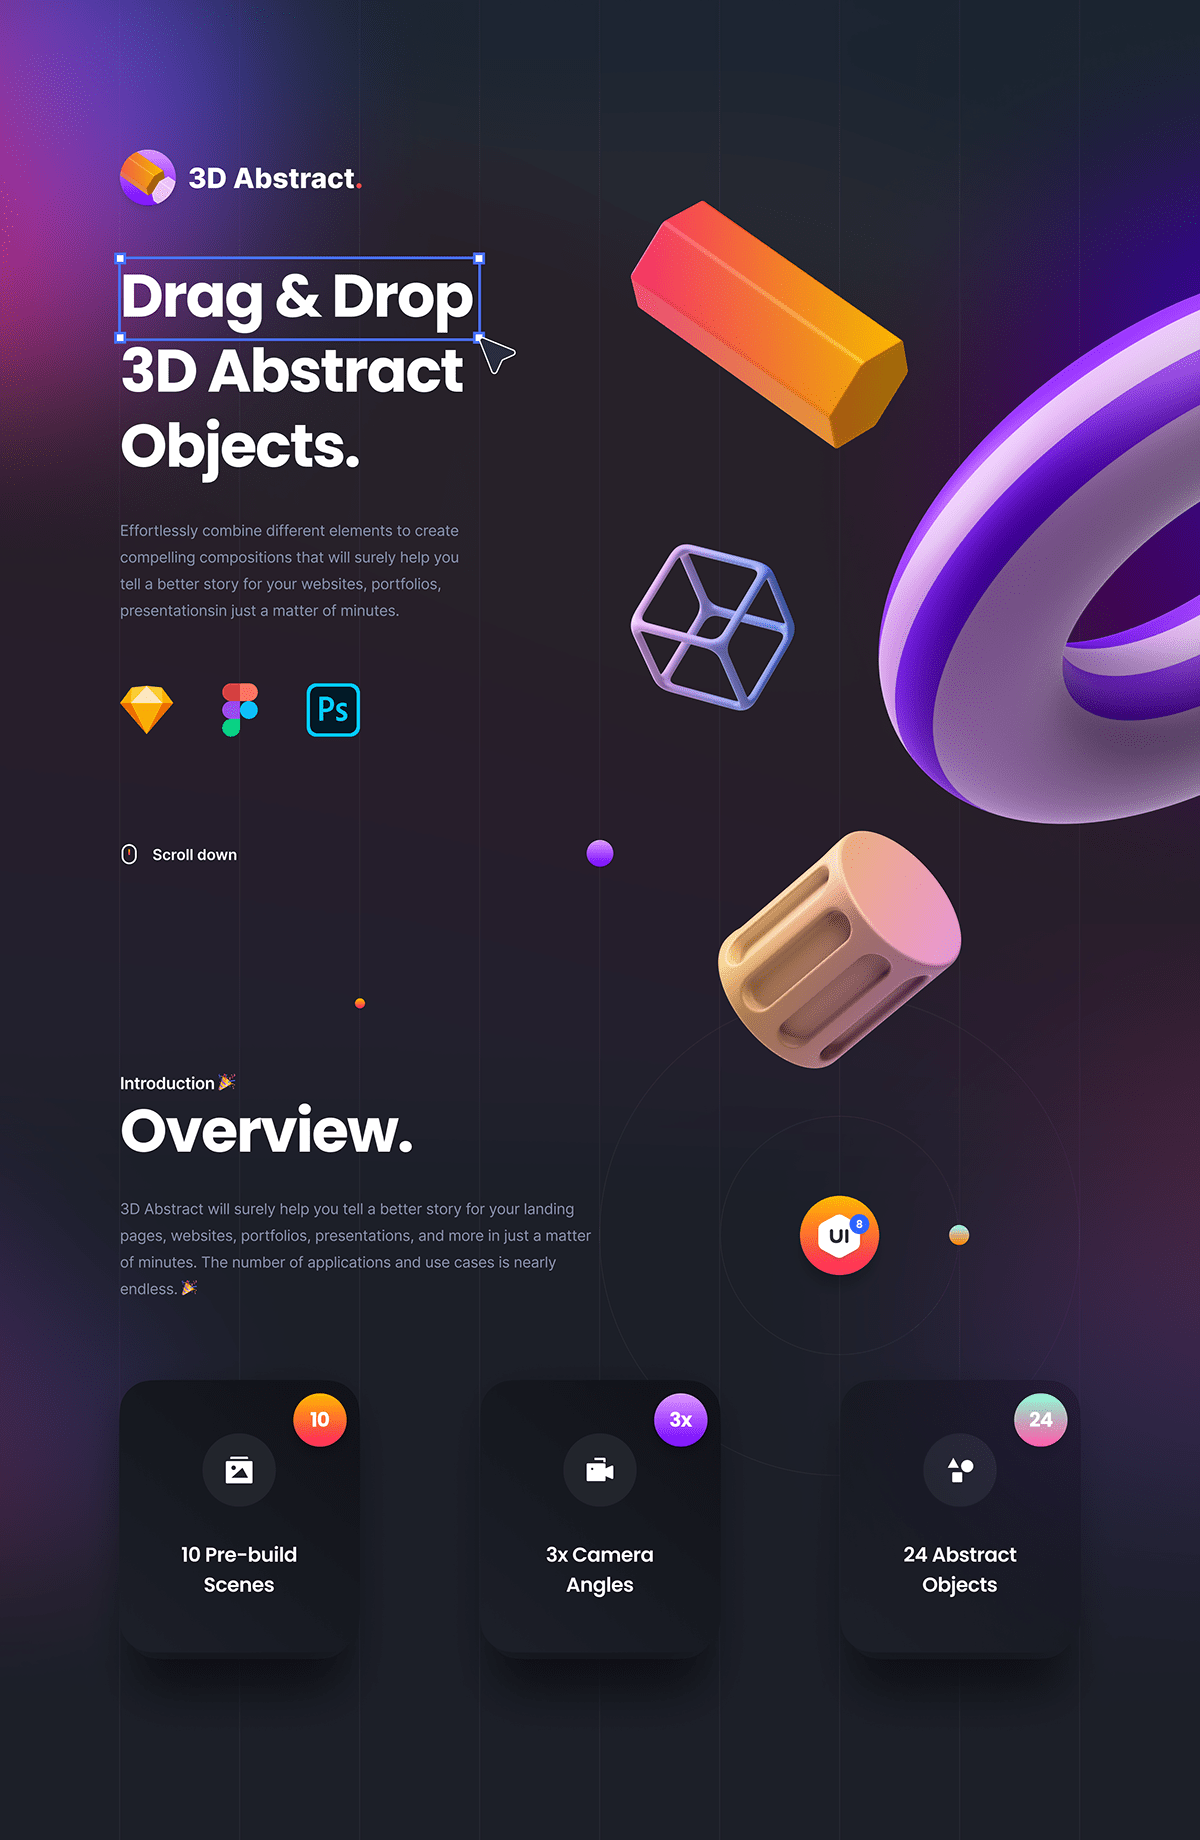 3D Abstract.
Drag & Drop
3D Abstract
Objects.
Effortlessly combine different elements to create
compelling compositions that will surely help you
tell a better story for your websites, portfolios,
presentationsin just a matter of minutes.
Ps
Scroll down
Introduction 🎉
Overview.
3D Abstract will surely help you tell a better story for your landing
pages, websites, portfolios, presentations, and more in just a matter
of minutes. The number of applications and use cases is nearly
endless. 🎉
UI
8
10
10 Pre-build
Scenes
3x
3x Camera
Angles
24
24 Abstract
Objects